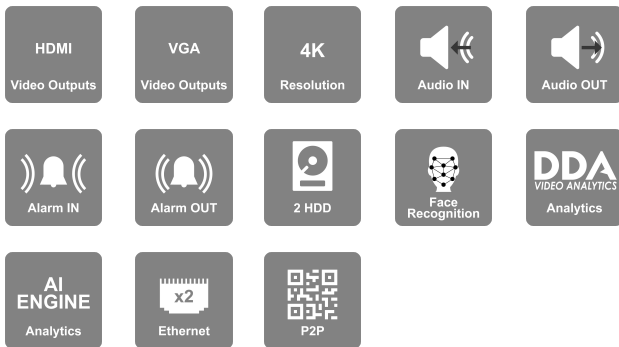 HDMI
Video Outputs
VGA
Video Outputs
4K
Resolution
Audio IN
Audio OUT
Alarm IN
Alarm OUT
2 HDD
Face
Recognition
DDA
VIDEO ANALYTICS
Analytics
AI
ENGINE
Analytics
x2
Ethernet
P2P